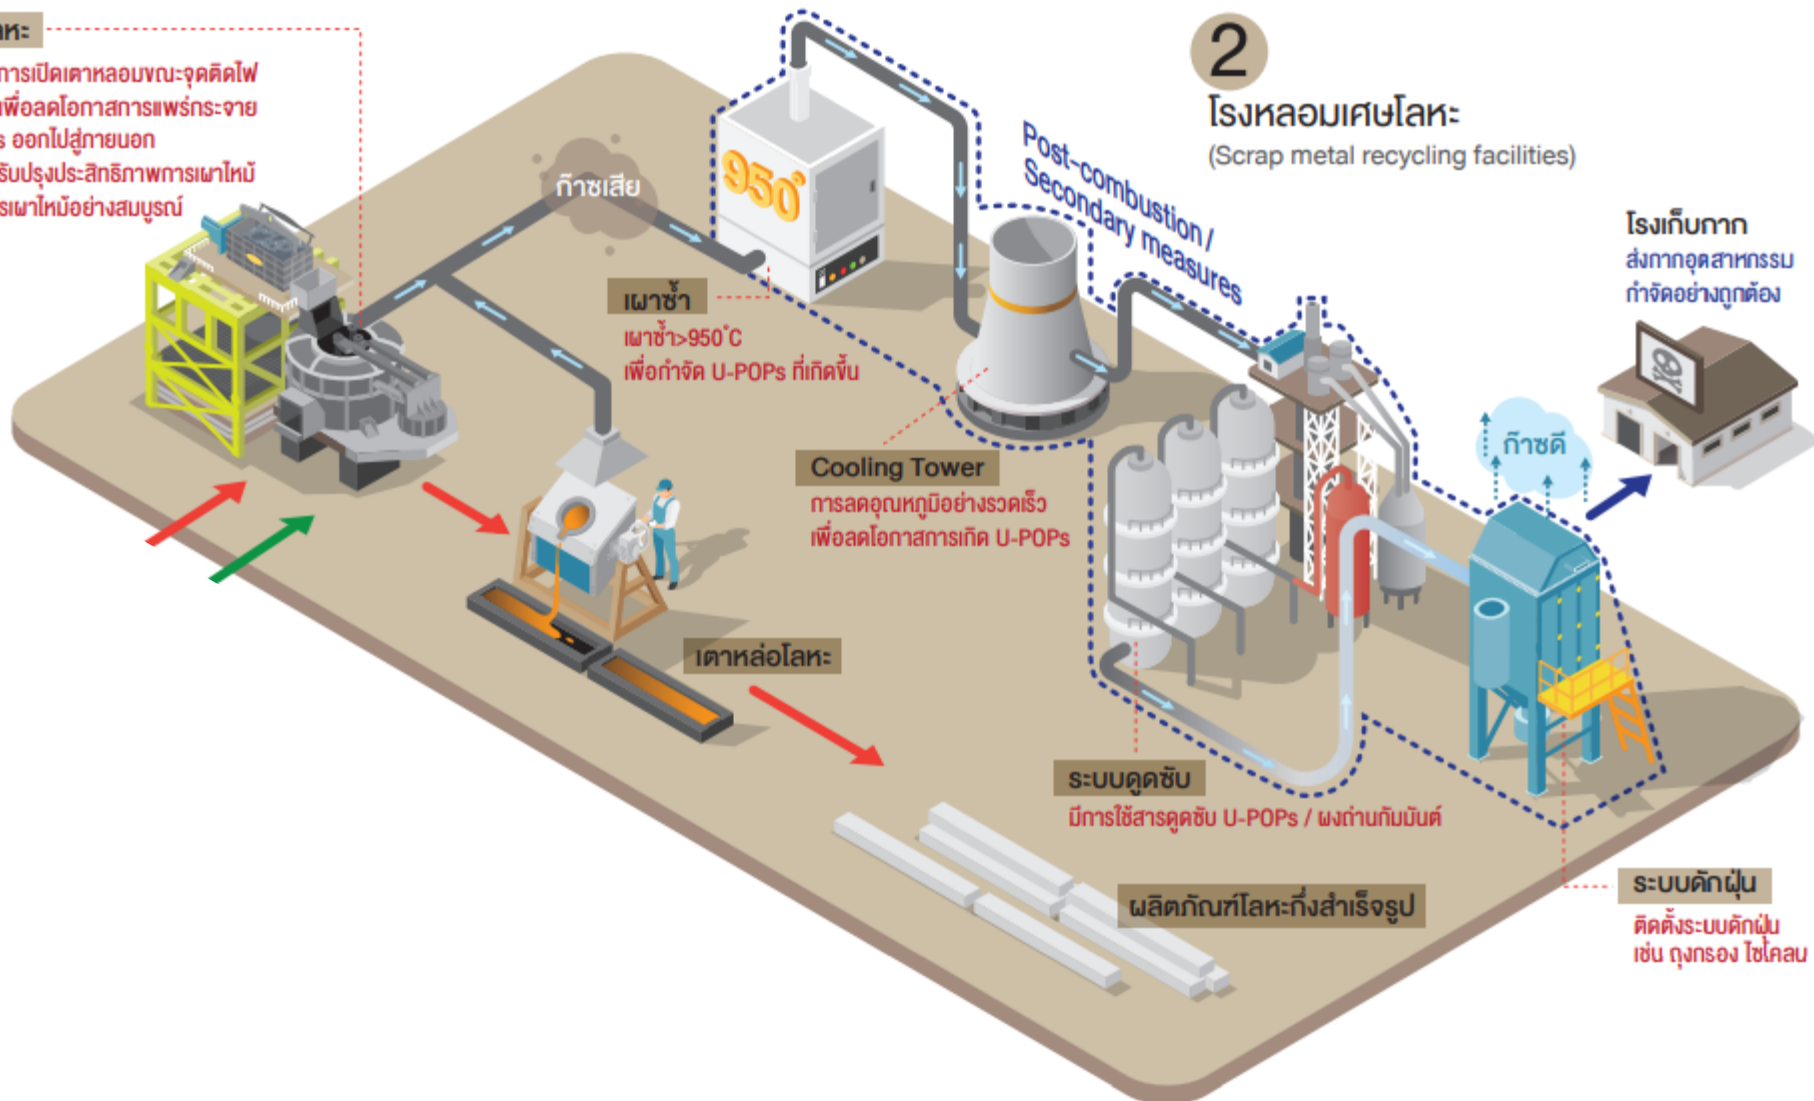 2
โรงหลอมเศษโลหะ
(Scrap metal recycling facilities)
การเปิดเตาหลอมขณะจุดติดไฟ
เพื่อลดโอกาสการแพร่กระจาย
ออกไปสู่ภายนอก
รับปรุงประสิทธิภาพการเผาไหม้
รเผาไหม้อย่างสมบูรณ์
ก๊าซเสีย
950°
Post-combustion /
Secondary measures
เผาซ้ำ
เผาซ้ำ>950°C
เพื่อกำจัด U-POPs ที่เกิดขึ้น
Cooling Tower
การลดอุณหภูมิอย่างรวดเร็ว
เพื่อลดโอกาสการเกิด U-POPs
โรงเก็บกาก
ส่งกากอุตสาหกรรม
กำจัดอย่างถูกต้อง
ก๊าซดี
เตาหล่อโลหะ
ระบบดูดซับ
มีการใช้สารดูดซับ U-POPs / ผงถ่านกัมมันต์
ผลิตภัณฑ์โลหะกึ่งสำเร็จรูป
ระบบดักฝุ่น
ติดตั้งระบบดักฝุ่น
เช่น ถุงกรอง ไซโคลน